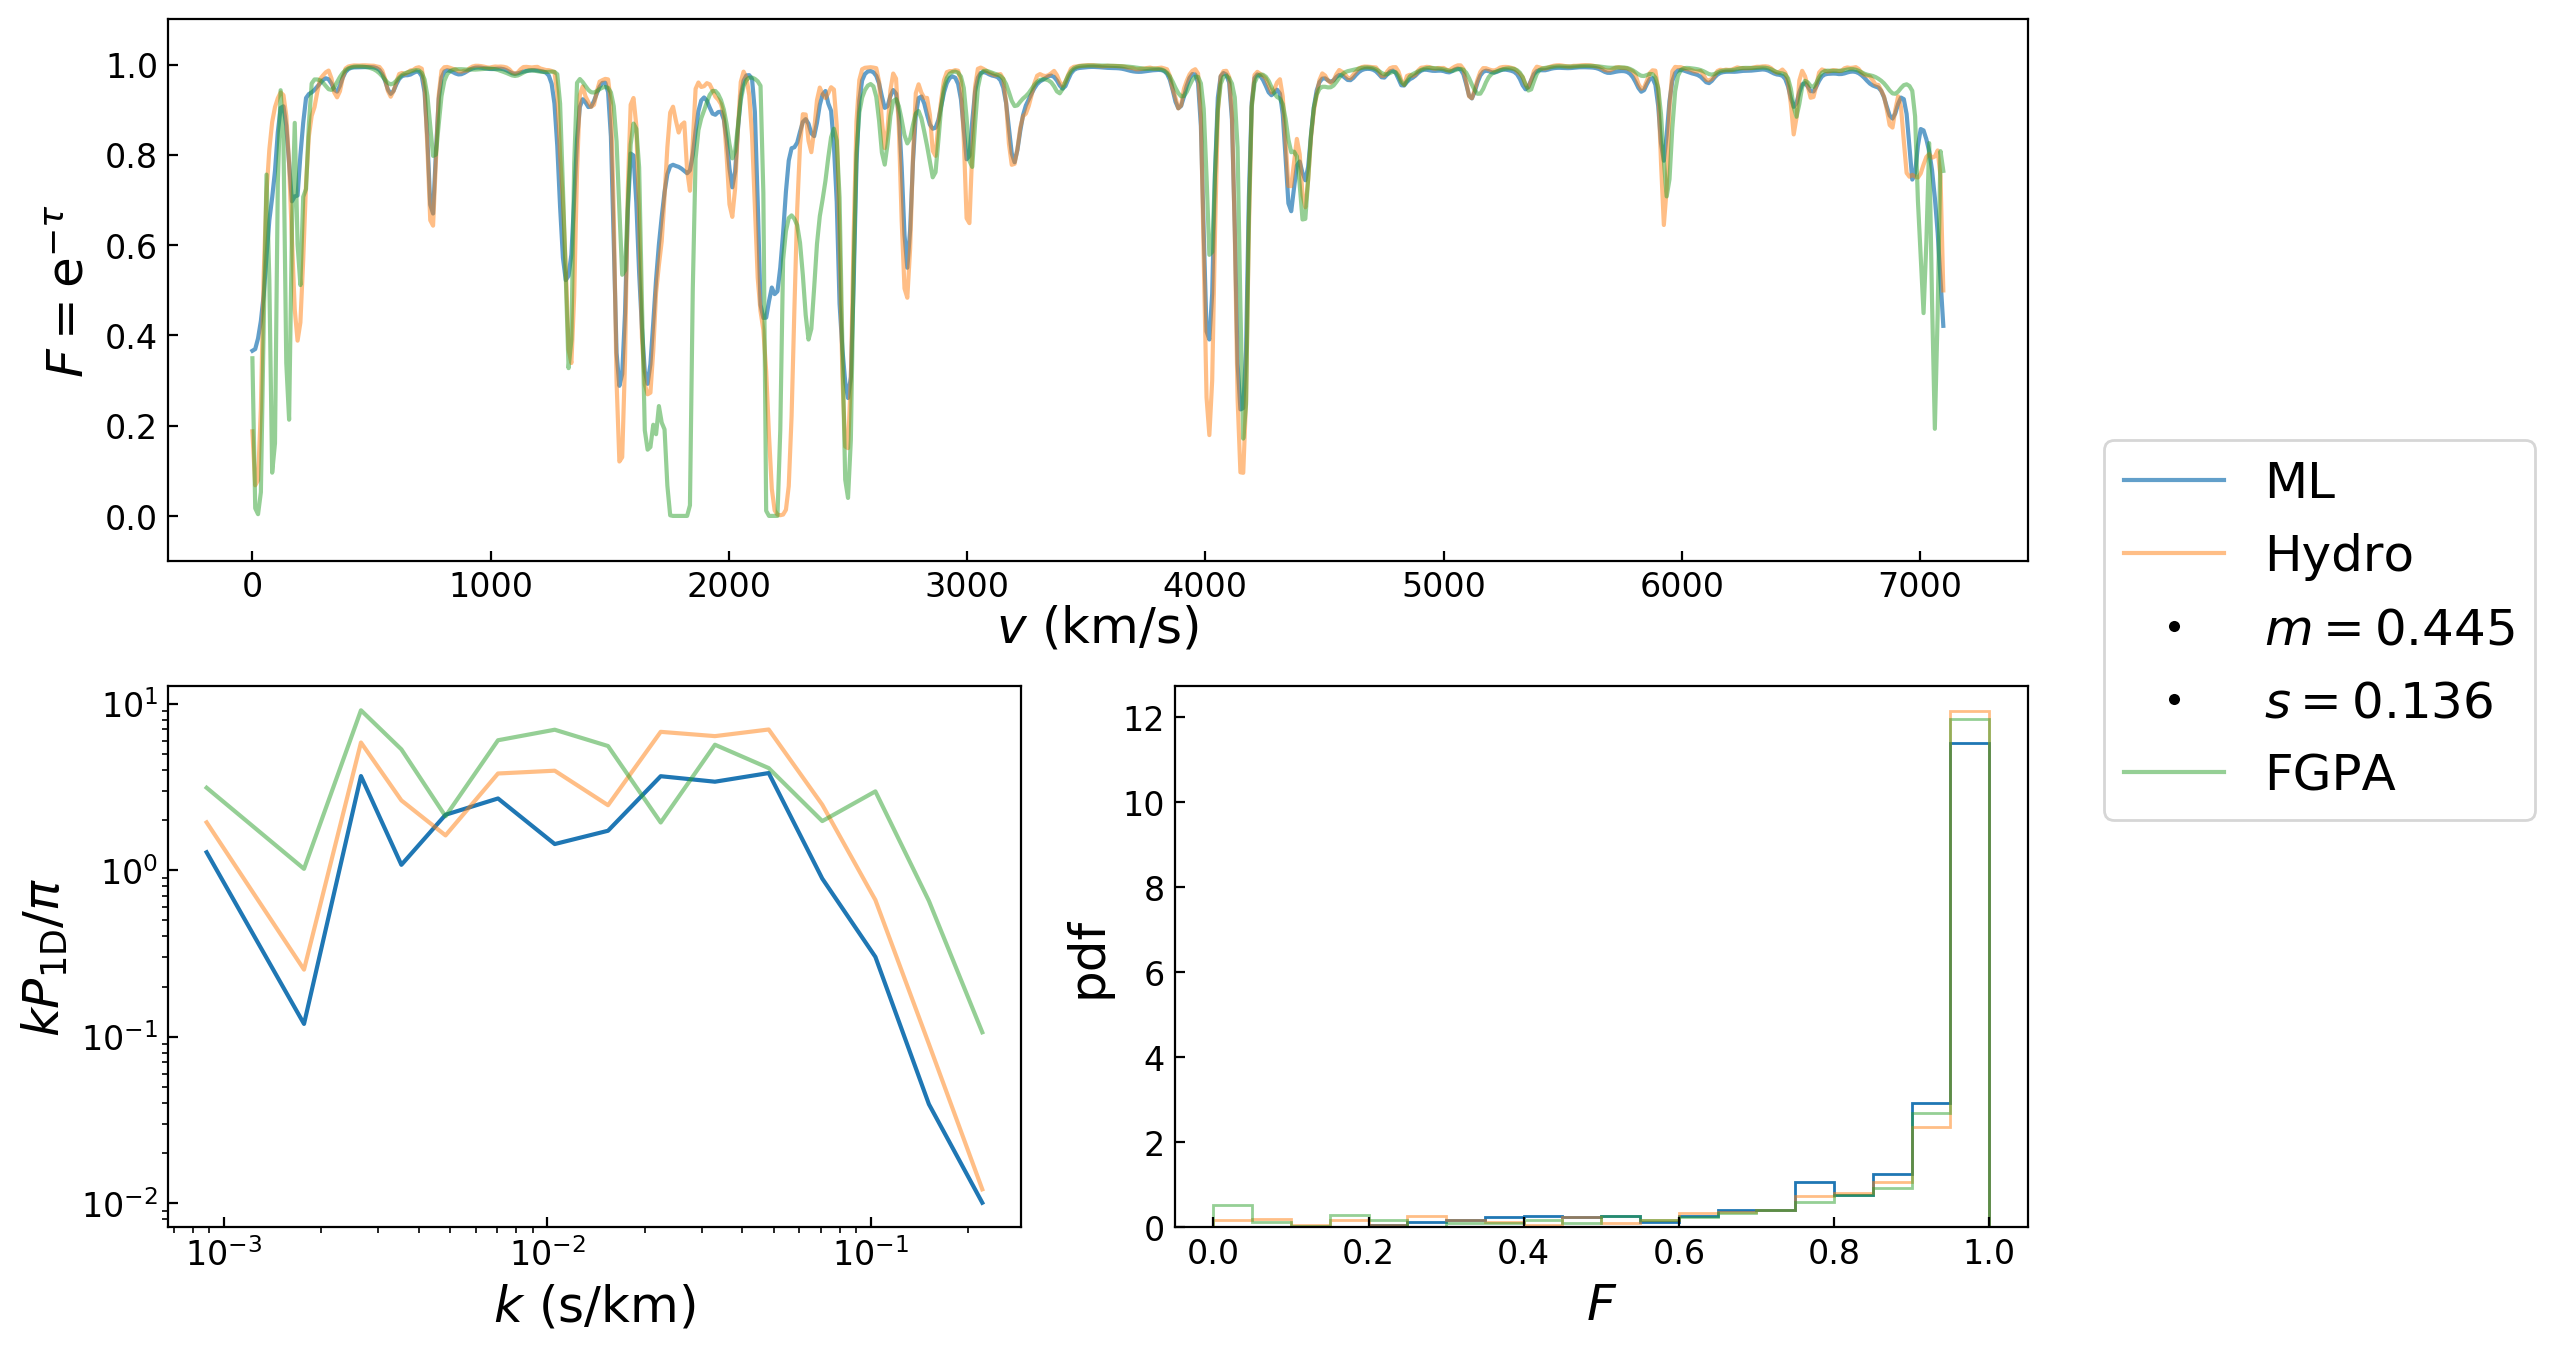 1.0
0.8
0.6
0.4
0.2
0.0
F = e^{−τ}
0 1000 2000 3000 4000 5000 6000 7000
v (km/s)
ML
Hydro
m = 0.445
s = 0.136
FGPA
10^1
10^0
10^{−1}
10^{−2}
kP_{1D}/π
10^{−3} 10^{−2} 10^{−1}
k (s/km)
12
10
8
6
4
2
0
pdf
0.0 0.2 0.4 0.6 0.8 1.0
F